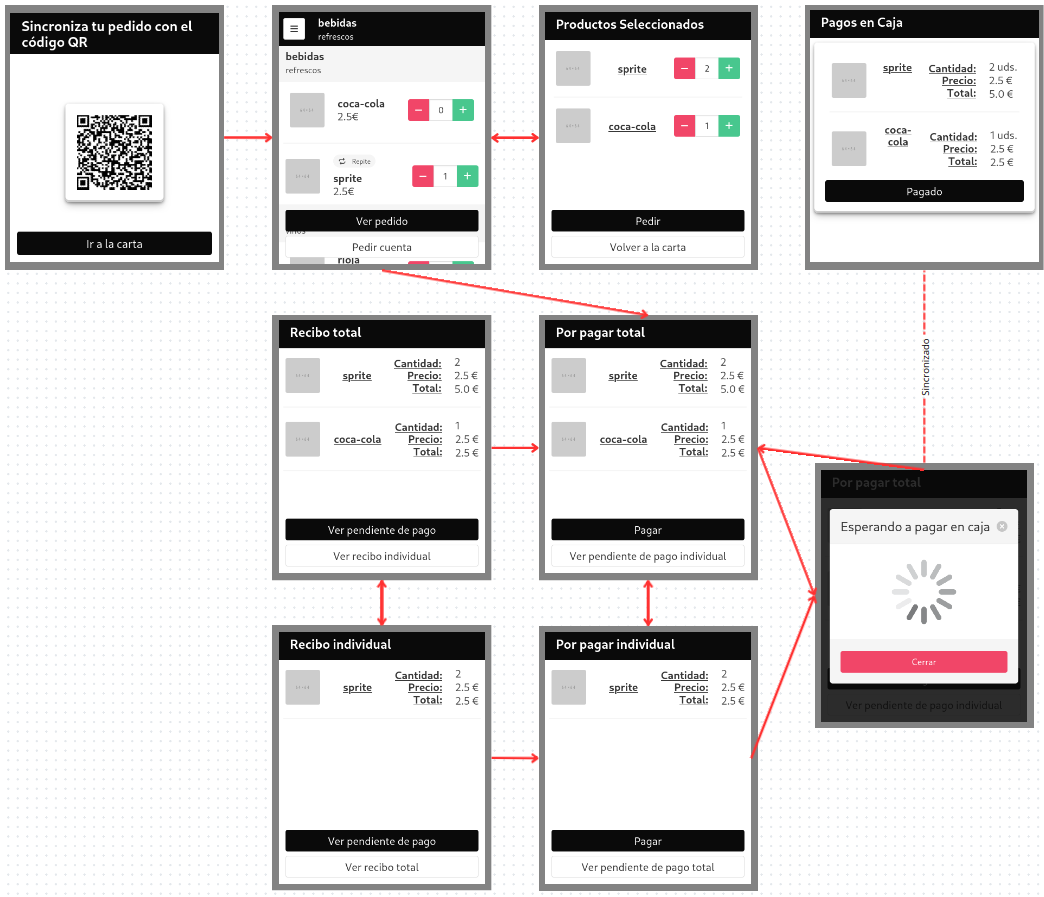 Sincroniza tu pedido con el
código QR
Ir a la carta
bebidas
refrescos
bebidas
refrescos
coca-cola
2.5€
− 0 +
Repite
sprite
2.5€
− 1 +
Ver pedido
Pedir cuenta
rioja
Productos Seleccionados
sprite
− 2 +
coca-cola
− 1 +
Pedir
Volver a la carta
Pagos en Caja
sprite
Cantidad: 2 uds.
Precio: 2.5 €
Total: 5.0 €
coca-
cola
Cantidad: 1 uds.
Precio: 2.5 €
Total: 2.5 €
Pagado
Sincronizado
Recibo total
sprite
Cantidad: 2
Precio: 2.5 €
Total: 5.0 €
coca-cola
Cantidad: 1
Precio: 2.5 €
Total: 2.5 €
Ver pendiente de pago
Ver recibo individual
Por pagar total
sprite
Cantidad: 2
Precio: 2.5 €
Total: 5.0 €
coca-cola
Cantidad: 1
Precio: 2.5 €
Total: 2.5 €
Pagar
Ver pendiente de pago individual
Por pagar total
Esperando a pagar en caja
Cerrar
Ver pendiente de pago individual
Recibo individual
sprite
Cantidad: 2
Precio: 2.5 €
Total: 2.5 €
Ver pendiente de pago
Ver recibo total
Por pagar individual
sprite
Cantidad: 2
Precio: 2.5 €
Total: 2.5 €
Pagar
Ver pendiente de pago total